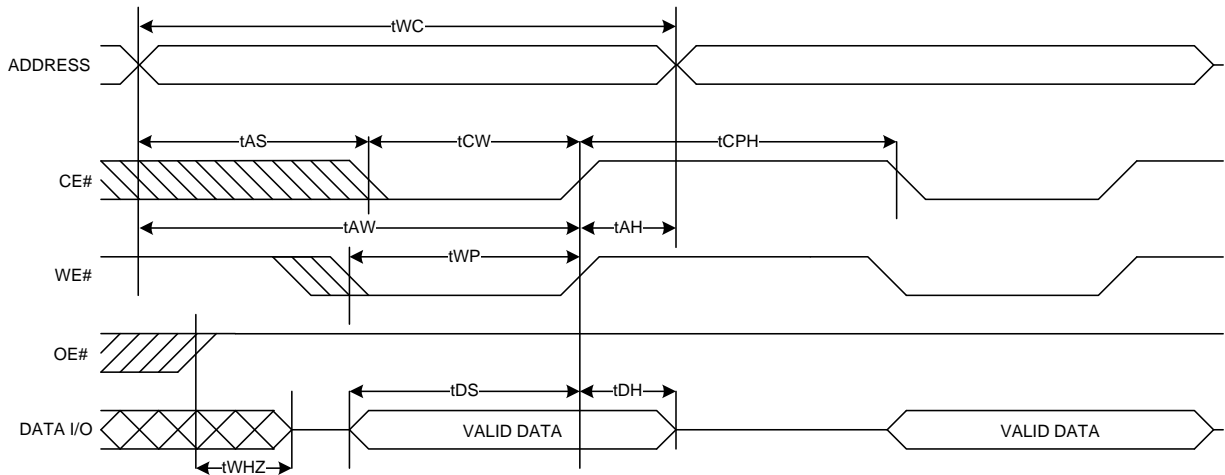 tWC
ADDRESS
tAS
tCW
tCPH
CE#
tAW
tAH
tWP
WE#
OE#
tDS
tDH
DATA I/O
VALID DATA
VALID DATA
tWHZ